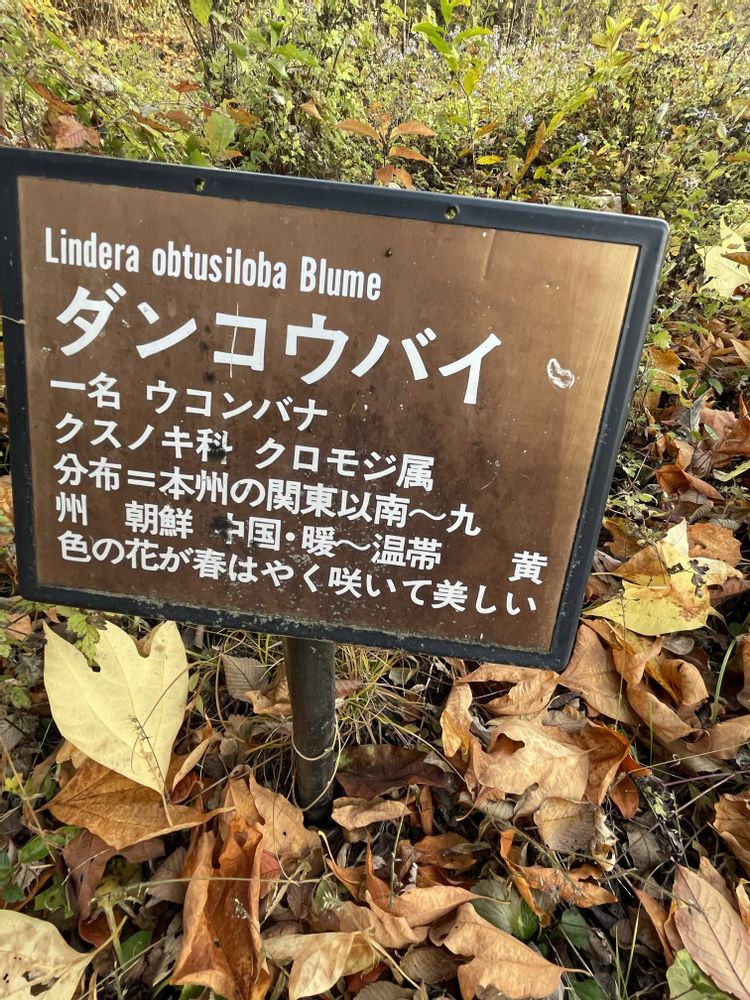 Lindera obtusiloba Blume
ダンコウバイ
一名 ウコンバナ
クスノキ科 クロモジ属
分布＝本州の関東以南～九
州 朝鮮 中国・暖～温帯 黄
色の花が春はやく咲いて美しい